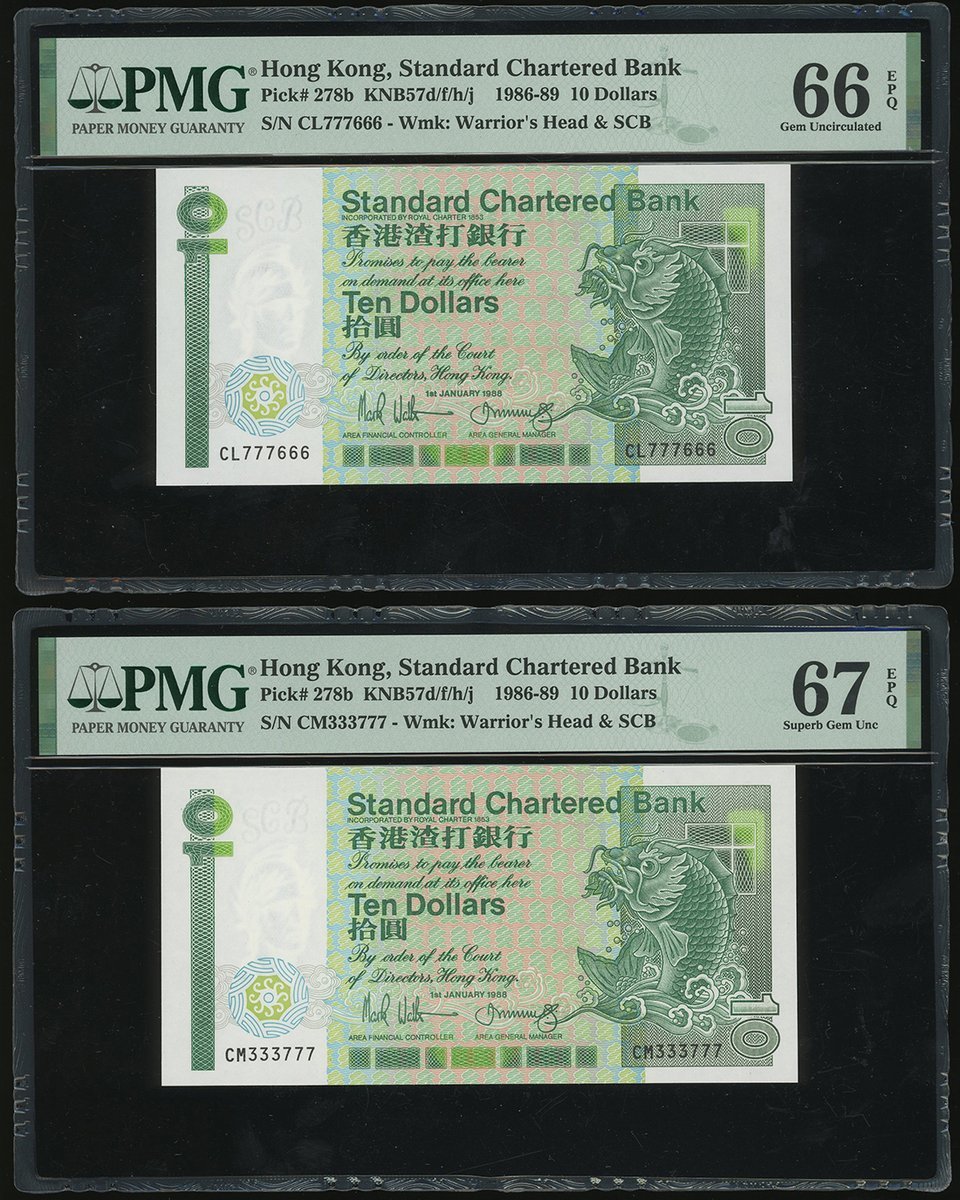 PMG®
PAPER MONEY GUARANTY
Hong Kong, Standard Chartered Bank
Pick# 278b KNB57d/f/h/j 1986-89 10 Dollars
S/N CL777666 - Wmk: Warrior's Head & SCB
66 EPQ
Gem Uncirculated
SCB
Standard Chartered Bank
INCORPORATED BY ROYAL CHARTER 1853
香港渣打銀行
Promises to pay the bearer
on demand at its office here
Ten Dollars
拾圓
By order of the Court
of Directors, Hong Kong.
1st JANUARY 1988
AREA FINANCIAL CONTROLLER AREA GENERAL MANAGER
10
10
CL777666 CL777666
PMG®
PAPER MONEY GUARANTY
Hong Kong, Standard Chartered Bank
Pick# 278b KNB57d/f/h/j 1986-89 10 Dollars
S/N CM333777 - Wmk: Warrior's Head & SCB
67 EPQ
Superb Gem Unc
SCB
Standard Chartered Bank
INCORPORATED BY ROYAL CHARTER 1853
香港渣打銀行
Promises to pay the bearer
on demand at its office here
Ten Dollars
拾圓
By order of the Court
of Directors, Hong Kong.
1st JANUARY 1988
AREA FINANCIAL CONTROLLER AREA GENERAL MANAGER
10
10
CM333777 CM333777